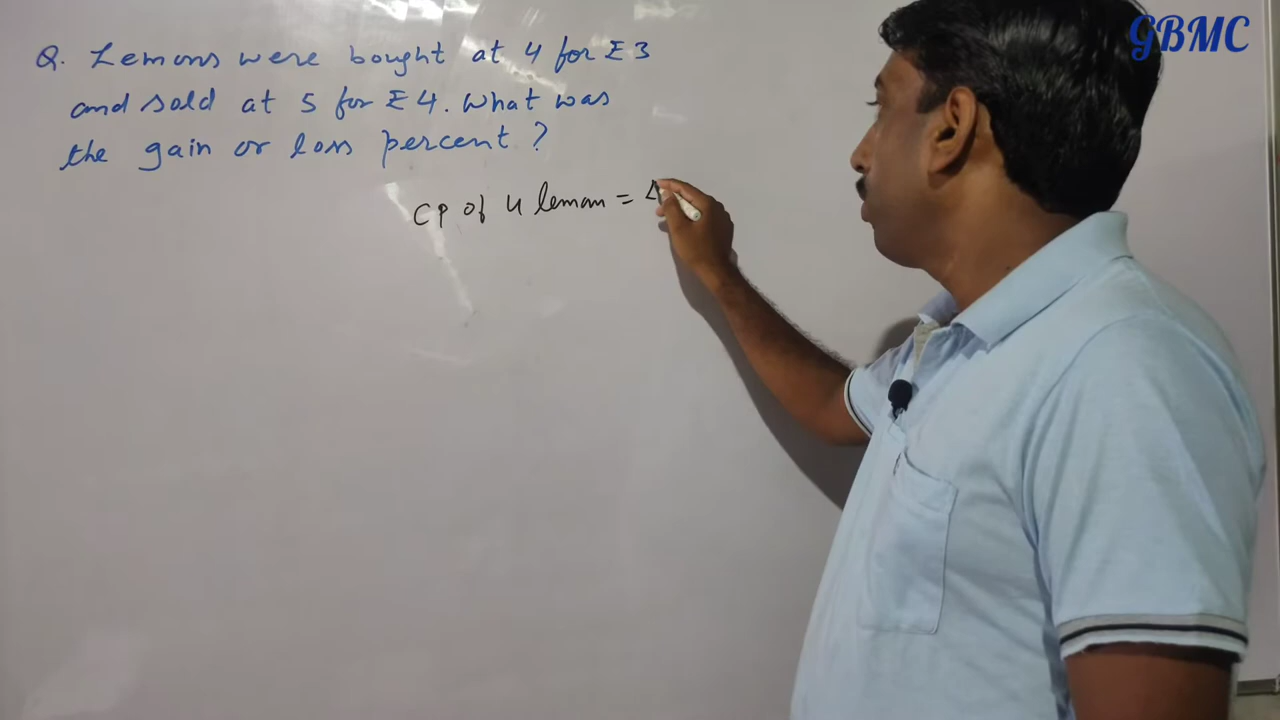 GBMC
Q. Lemons were bought at 4 for ₹3
and sold at 5 for ₹4. What was
the gain or loss percent?
CP of 4 lemon =